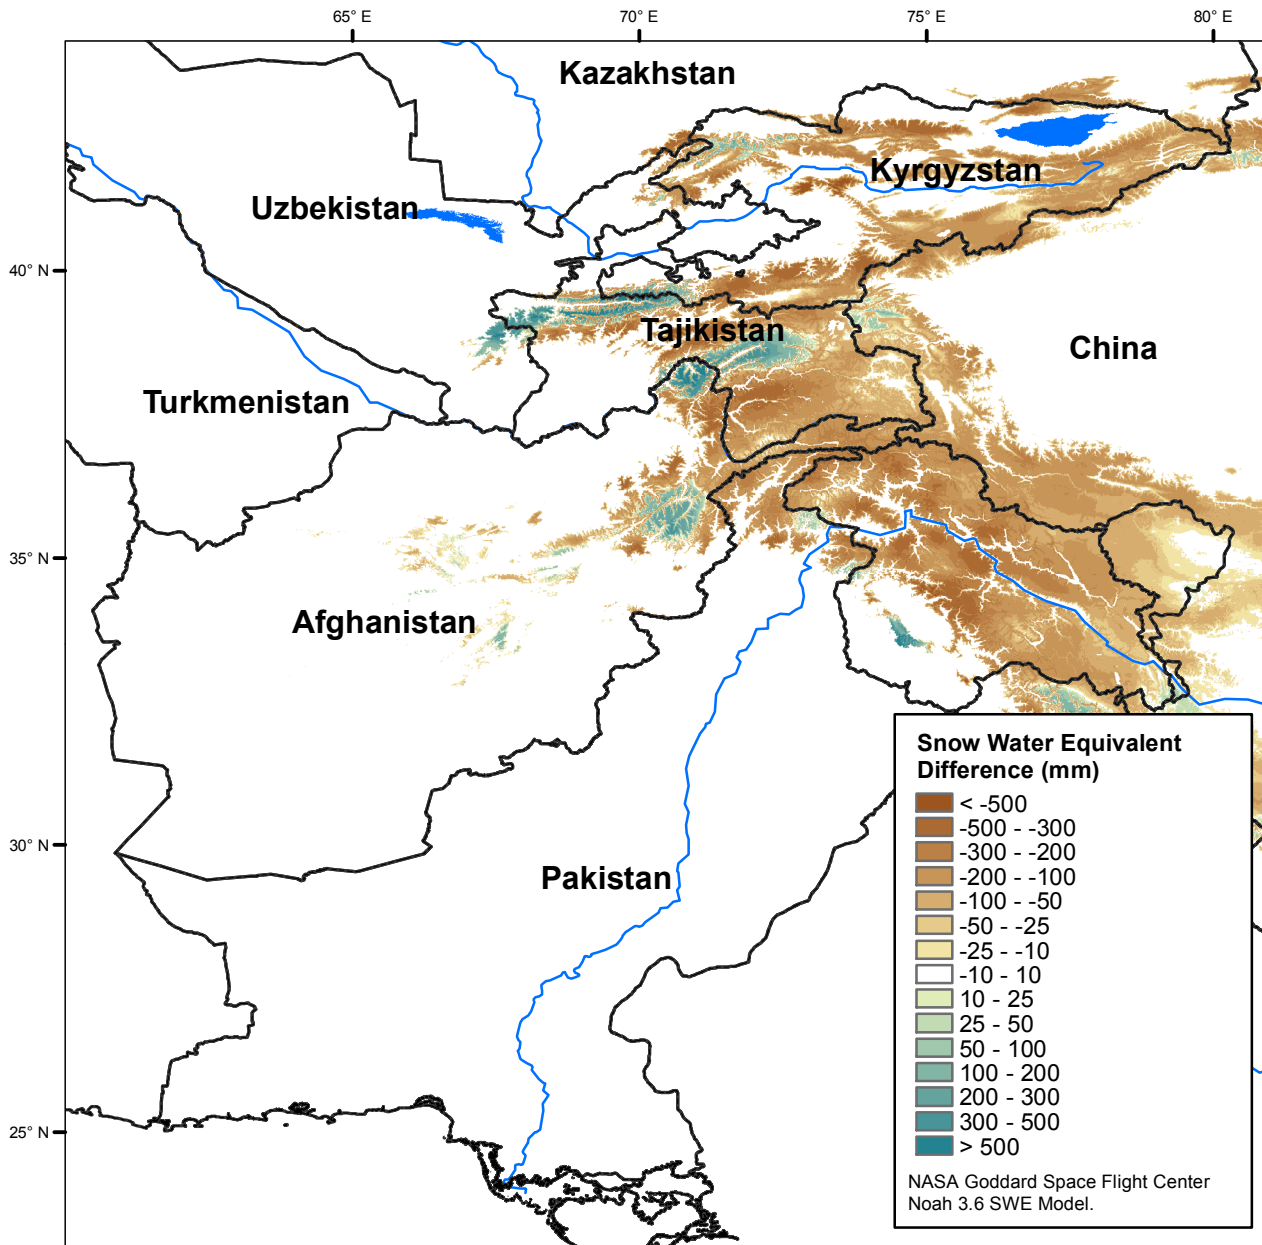 65° E
70° E
75° E
80° E
Kazakhstan
Kyrgyzstan
Uzbekistan
40° N
Tajikistan
China
Turkmenistan
35° N
Afghanistan
Snow Water Equivalent
Difference (mm)
< -500
-500 - -300
-300 - -200
-200 - -100
-100 - -50
-50 - -25
-25 - -10
-10 - 10
10 - 25
25 - 50
50 - 100
100 - 200
200 - 300
300 - 500
> 500
30° N
Pakistan
25° N
NASA Goddard Space Flight Center
Noah 3.6 SWE Model.